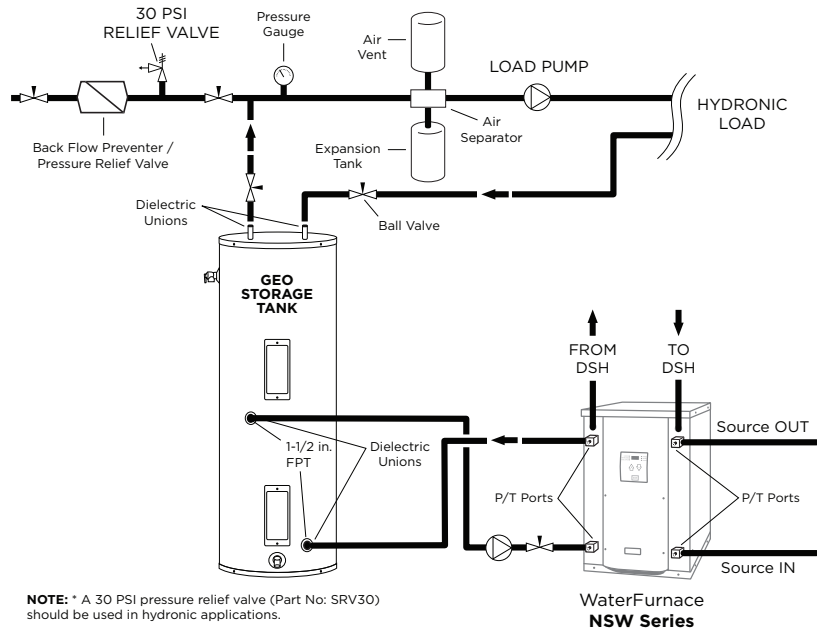 30 PSI
RELIEF VALVE
Pressure
Gauge
Air
Vent
LOAD PUMP
HYDRONIC
LOAD
Back Flow Preventer /
Pressure Relief Valve
Air
Separator
Expansion
Tank
Dielectric
Unions
Ball Valve
GEO
STORAGE
TANK
FROM
DSH
TO
DSH
Source OUT
1-1/2 in.
FPT
Dielectric
Unions
P/T Ports
P/T Ports
Source IN
NOTE: * A 30 PSI pressure relief valve (Part No: SRV30)
should be used in hydronic applications.
WaterFurnace
NSW Series